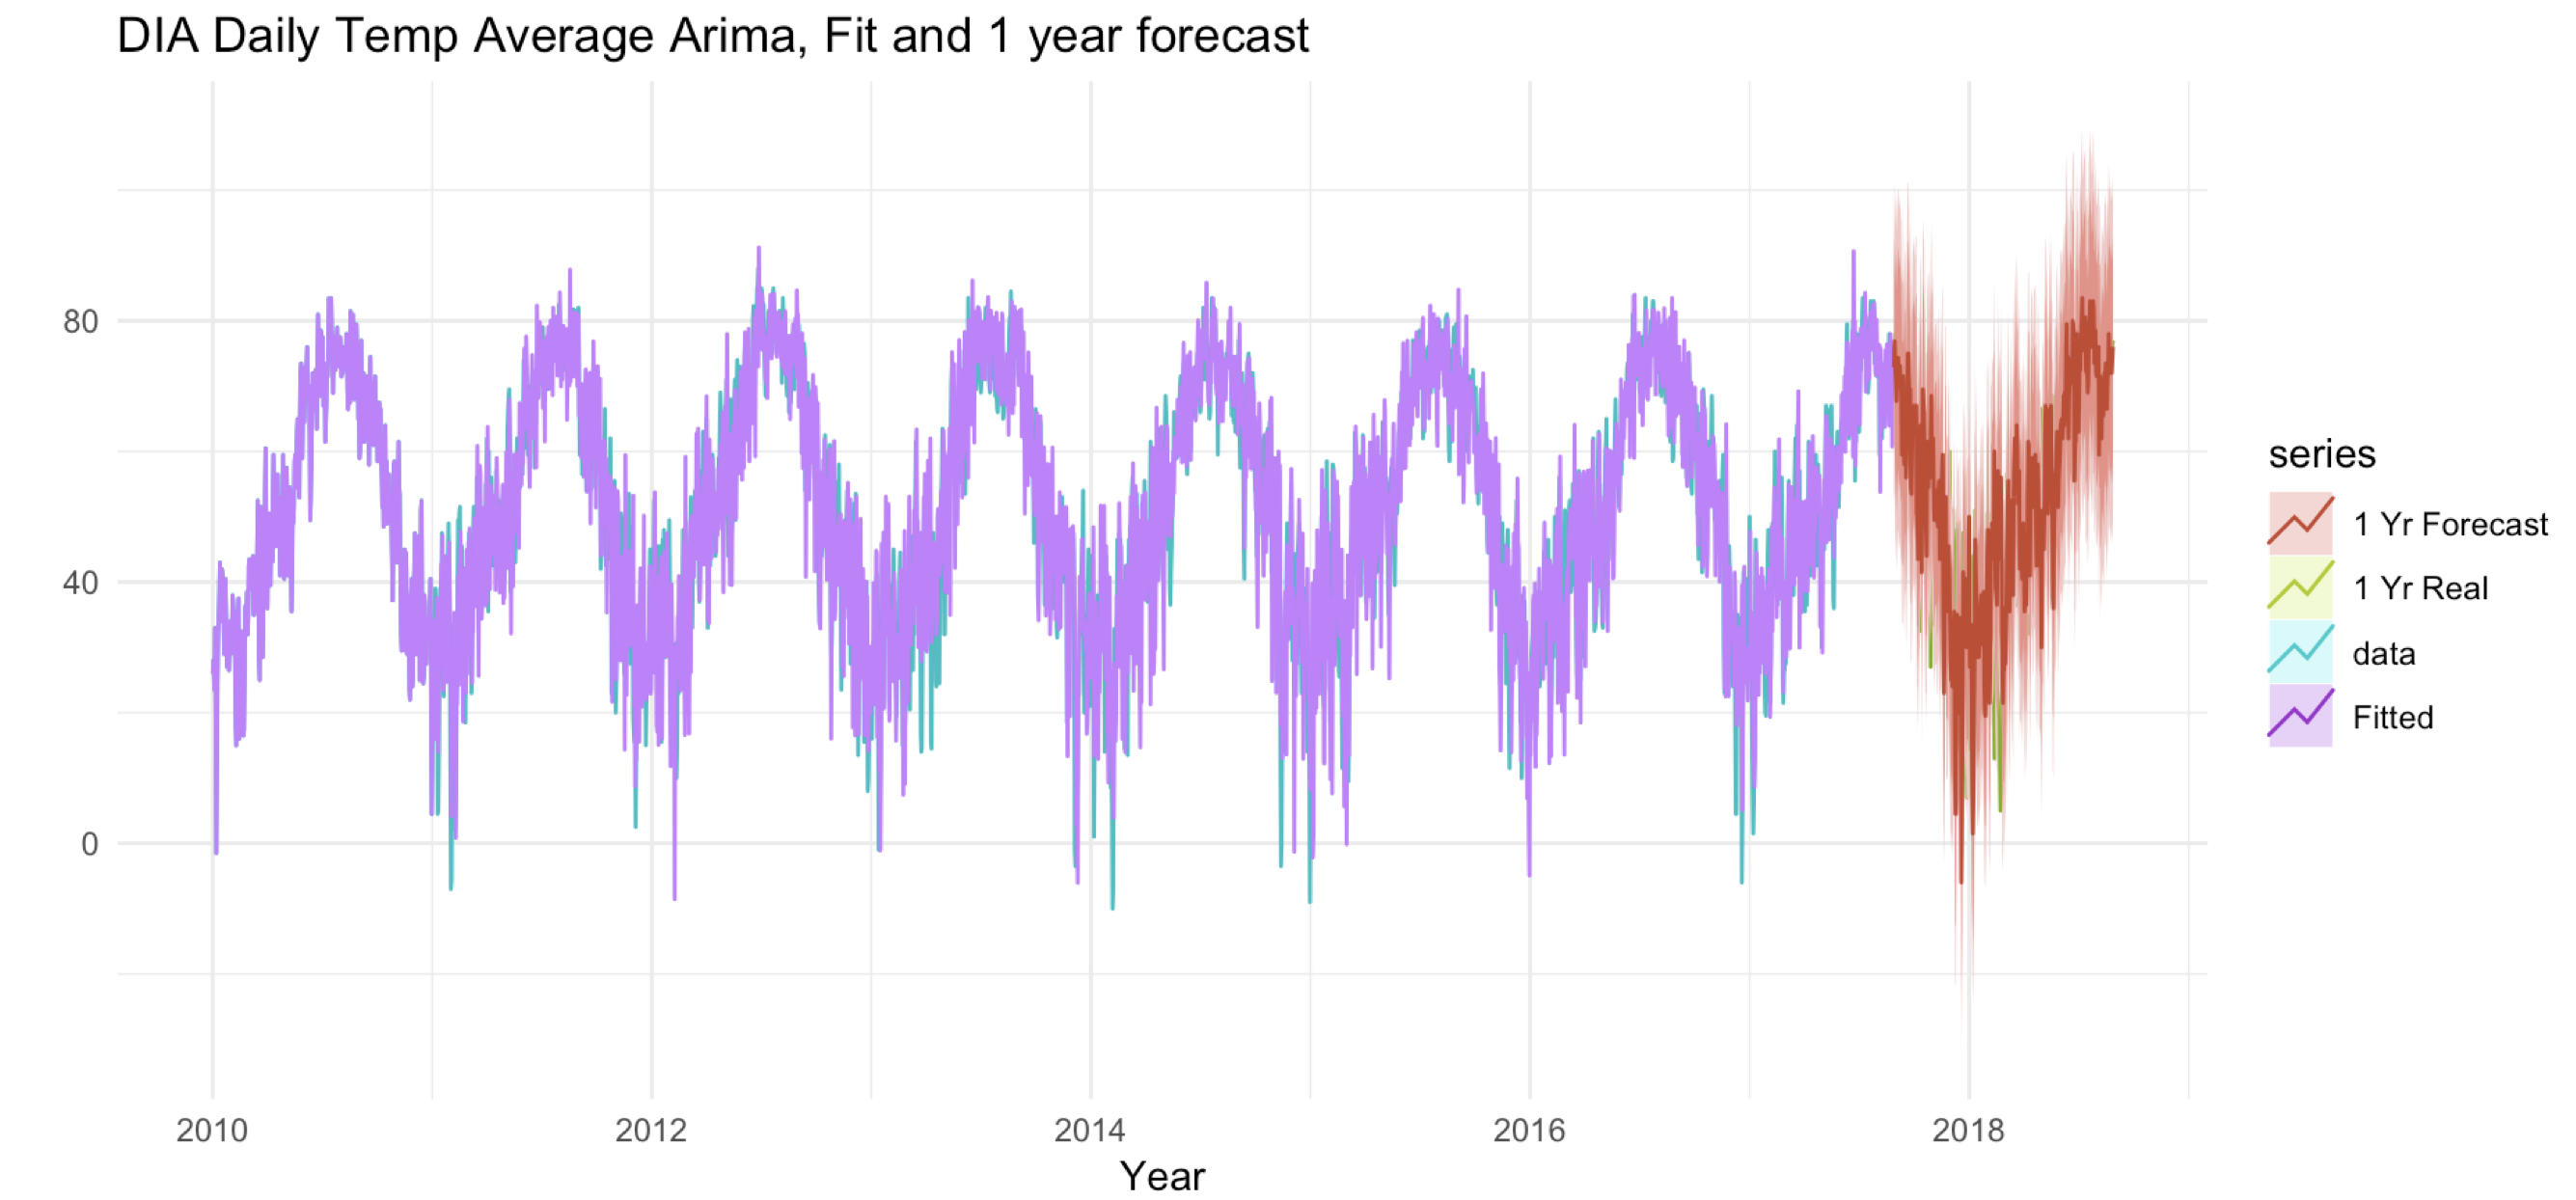 DIA Daily Temp Average Arima, Fit and 1 year forecast
80
40
0
2010 2012 2014 2016 2018
Year
series
1 Yr Forecast
1 Yr Real
data
Fitted